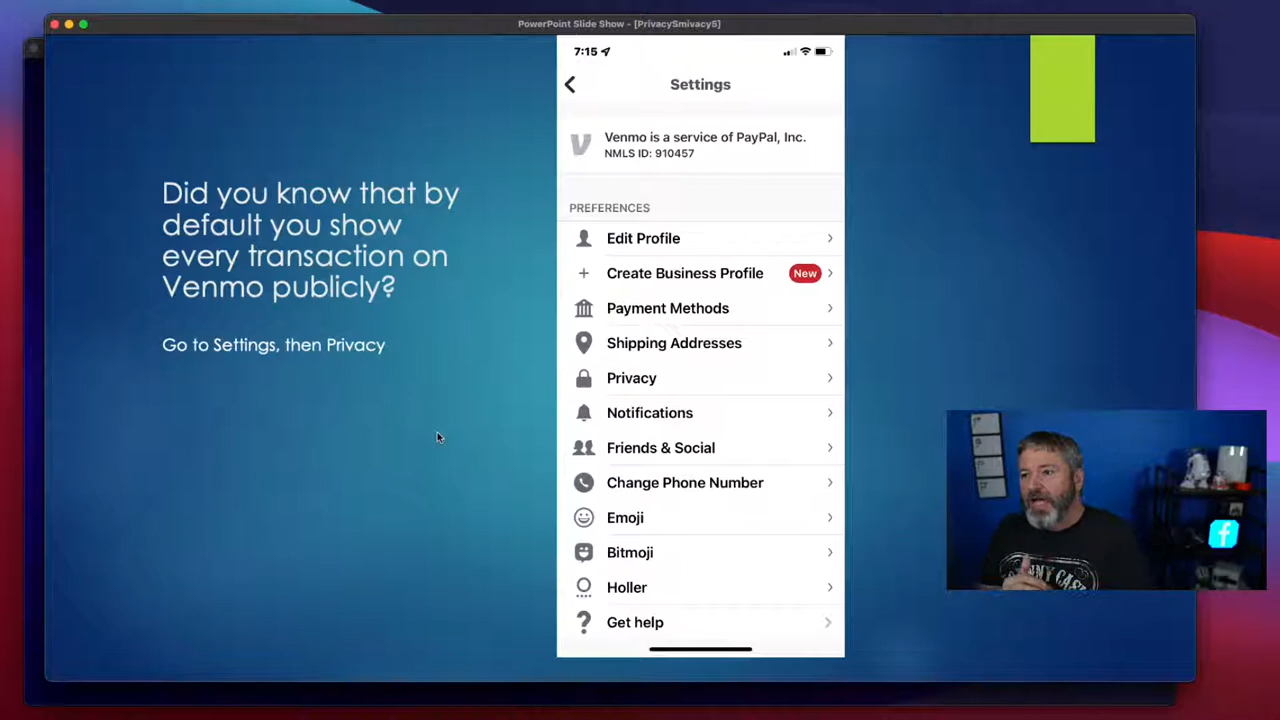 PowerPoint Slide Show - [PrivacySmivacy5]
Did you know that by
default you show
every transaction on
Venmo publicly?
Go to Settings, then Privacy
7:15
Settings
Venmo is a service of PayPal, Inc.
NMLS ID: 910457
PREFERENCES
Edit Profile
Create Business Profile New
Payment Methods
Shipping Addresses
Privacy
Notifications
Friends & Social
Change Phone Number
Emoji
Bitmoji
Holler
Get help